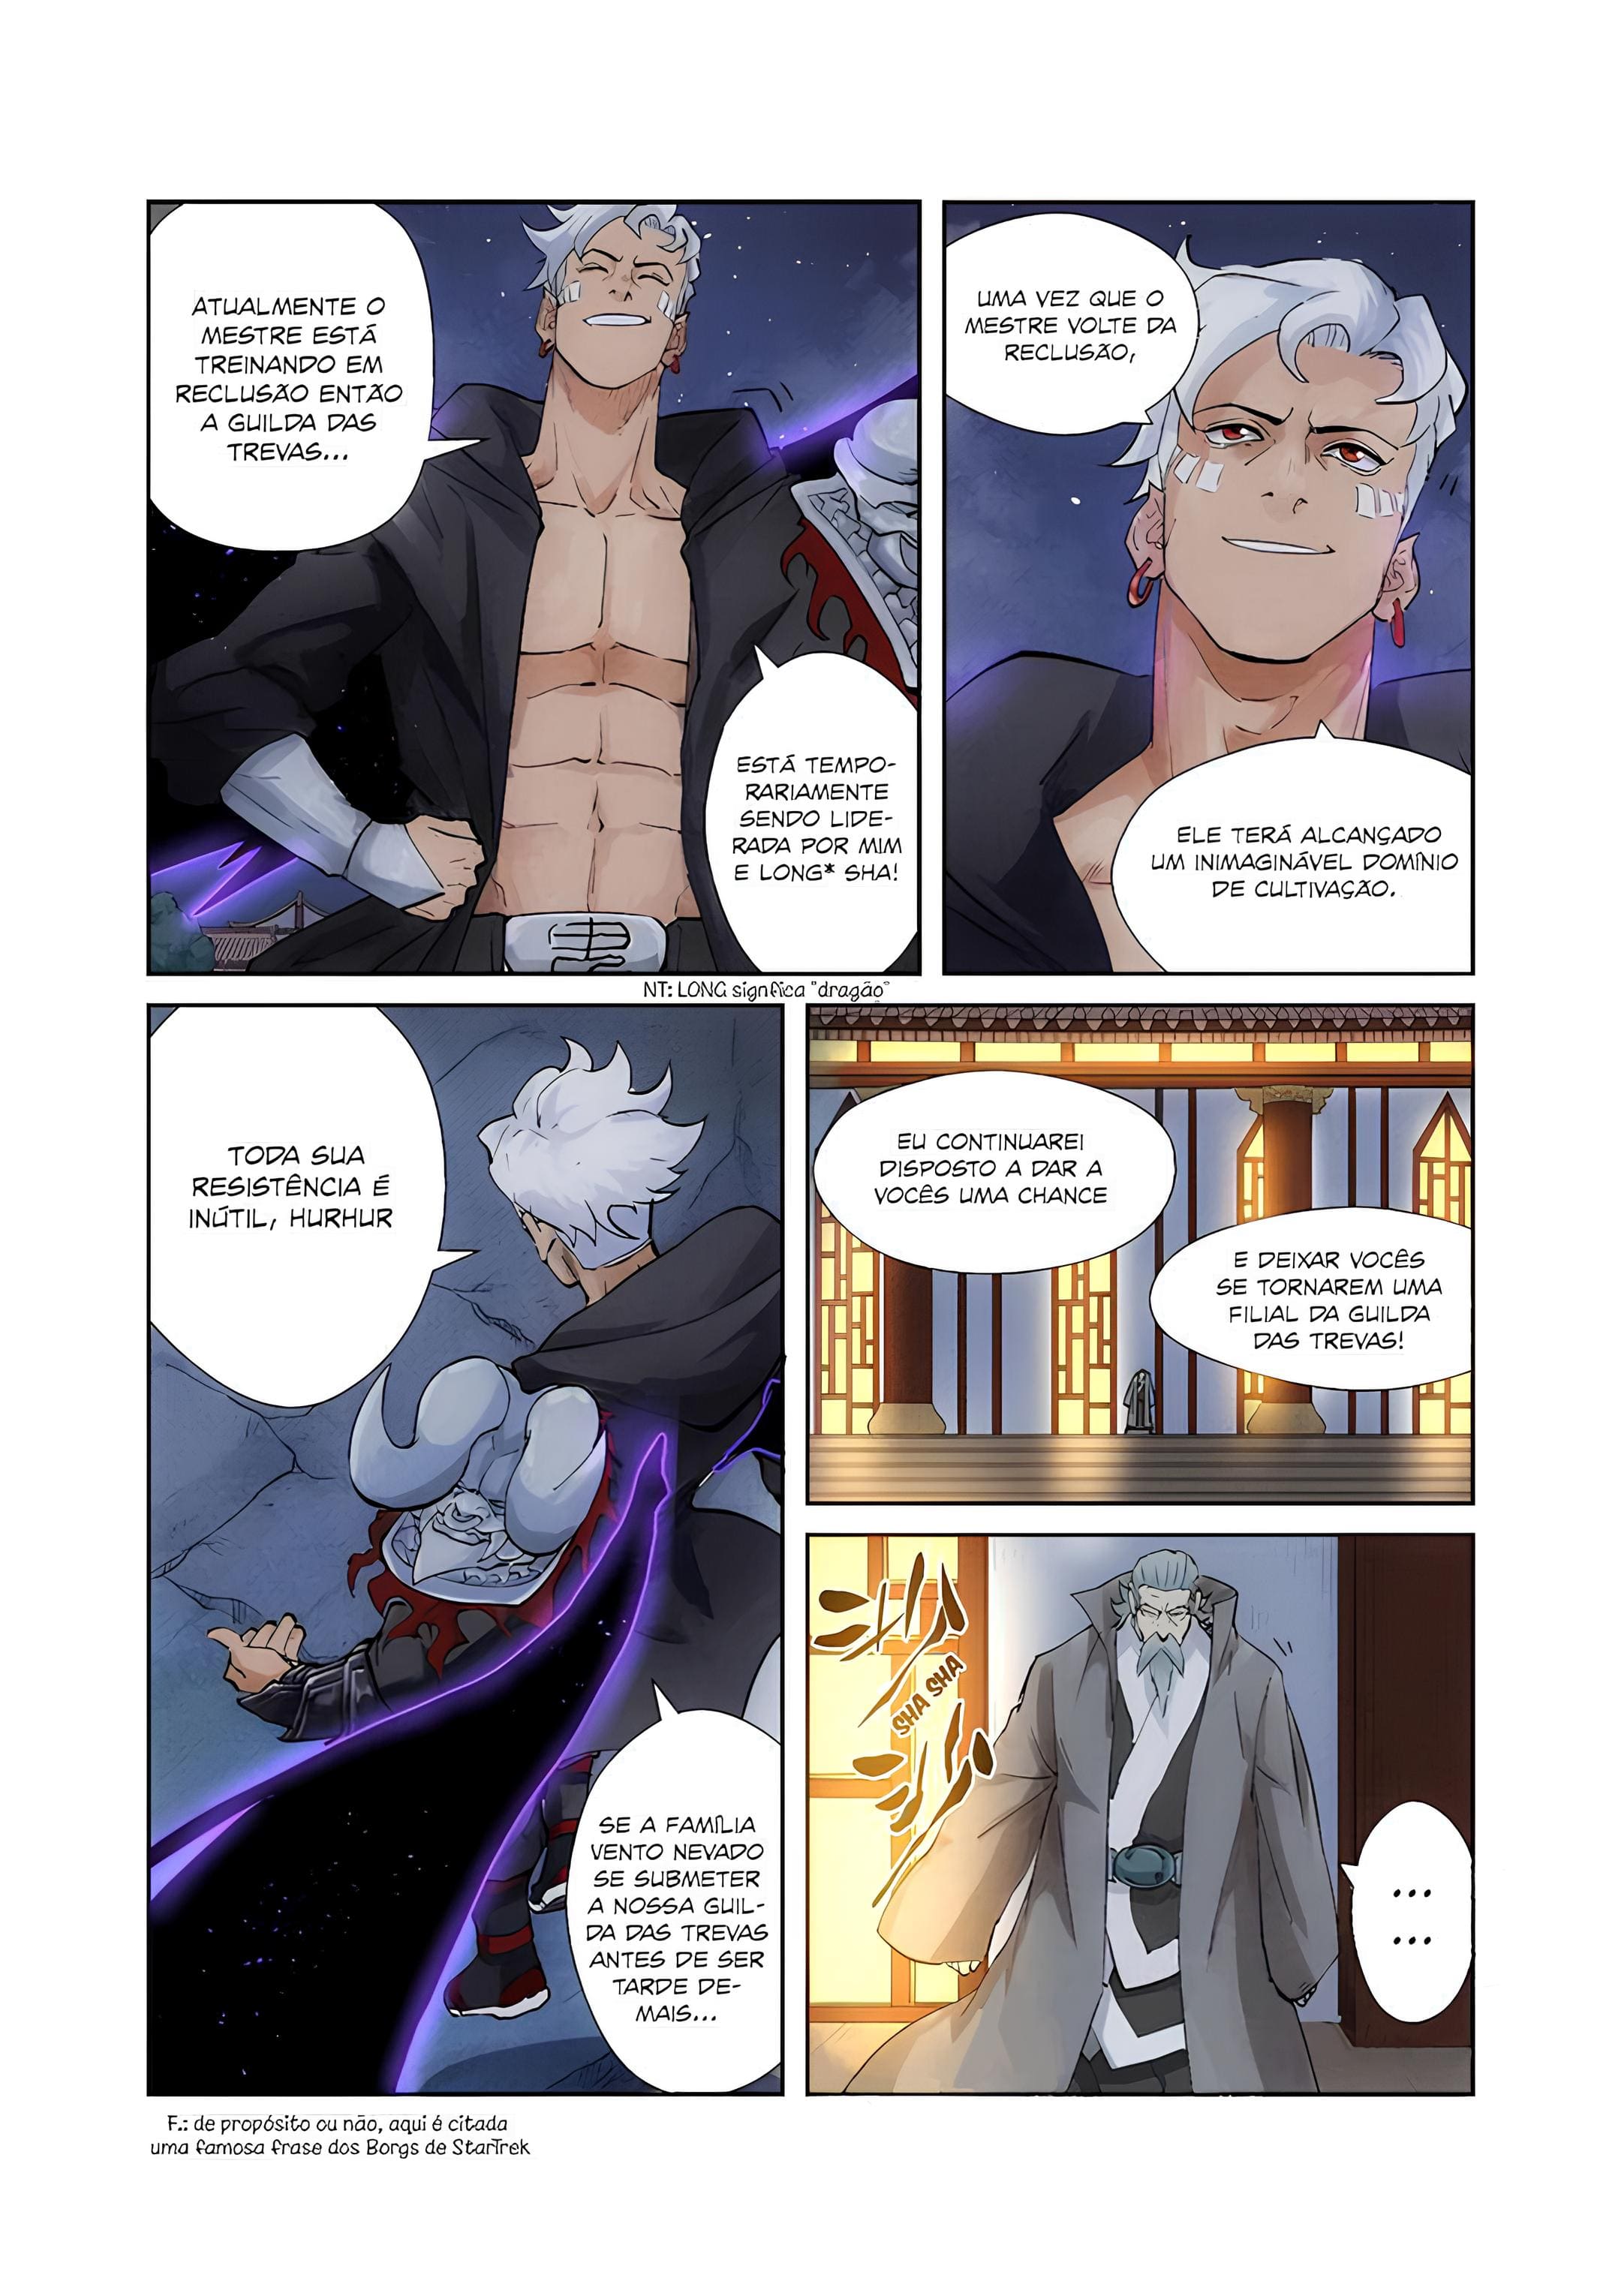 ATUALMENTE O
MESTRE ESTÁ
TREINANDO EM
RECLUSÃO ENTÃO
A GUILDA DAS
TREVAS...
ESTÁ TEMPO-
RARIAMENTE
SENDO LIDE-
RADA POR MIM
E LONG* SHA!
UMA VEZ QUE O
MESTRE VOLTE DA
RECLUSÃO,
ELE TERÁ ALCANÇADO
UM INIMAGINÁVEL DOMÍNIO
DE CULTIVAÇÃO.
NT: LONG signfica "dragão"
TODA SUA
RESISTÊNCIA É
INÚTIL, HURHUR
SE A FAMÍLIA
VENTO NEVADO
SE SUBMETER
A NOSSA GUIL-
DA DAS TREVAS
ANTES DE SER
TARDE DE-
MAIS...
EU CONTINUAREI
DISPOSTO A DAR A
VOCÊS UMA CHANCE
E DEIXAR VOCÊS
SE TORNAREM UMA
FILIAL DA GUILDA
DAS TREVAS!
SHA SHA
...
...
F.: de propósito ou não, aqui é citada
uma famosa frase dos Borgs de StarTrek